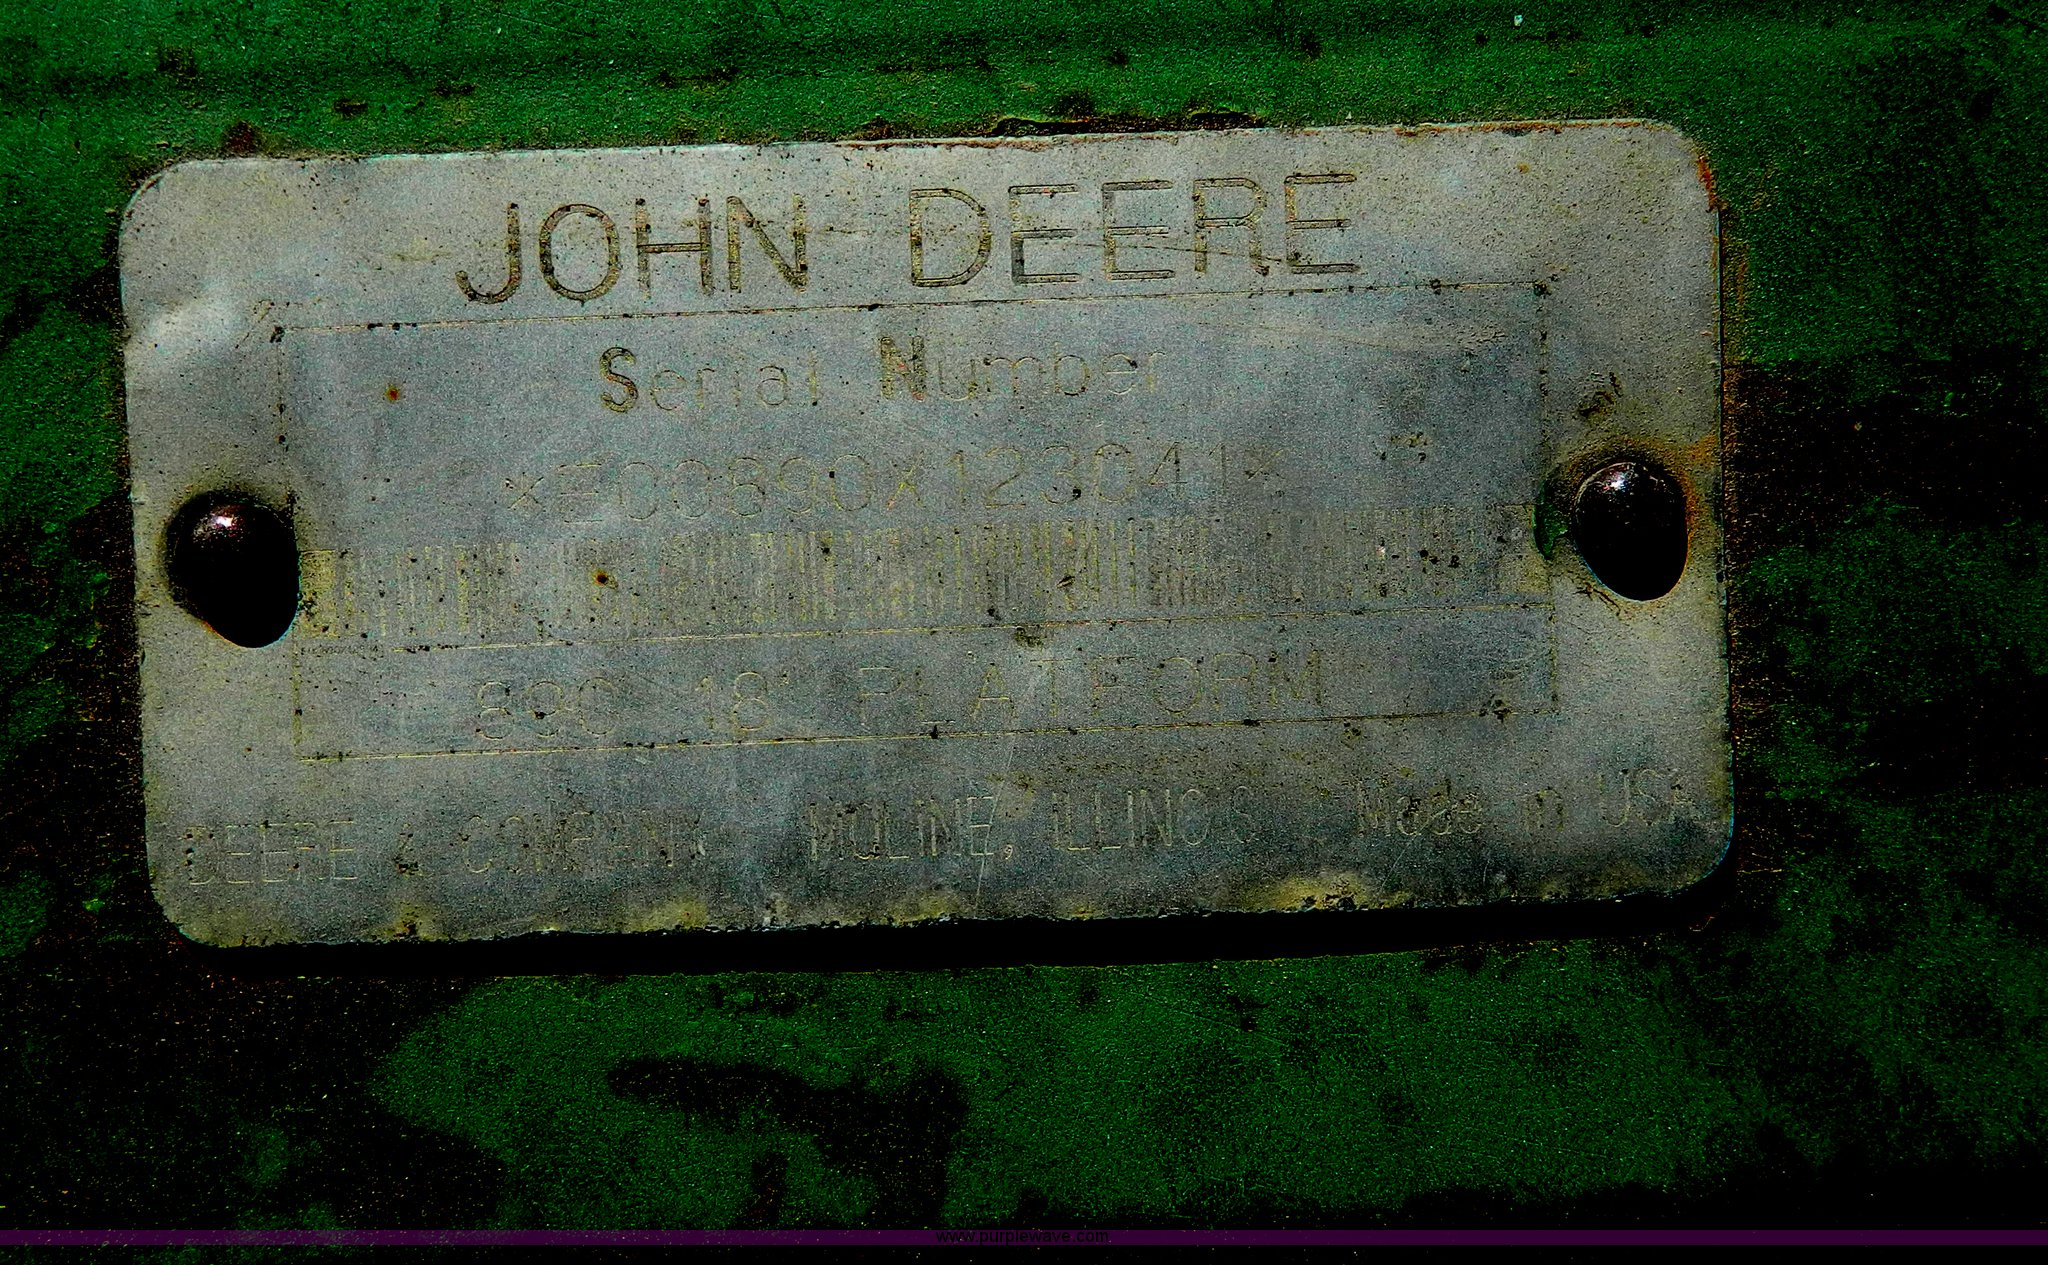 JOHN DEERE
Serial Number
*E00890X123041*
890 18' PLATFORM
DEERE & COMPANY MOLINE, ILLINOIS Made in USA
www.purplewave.com